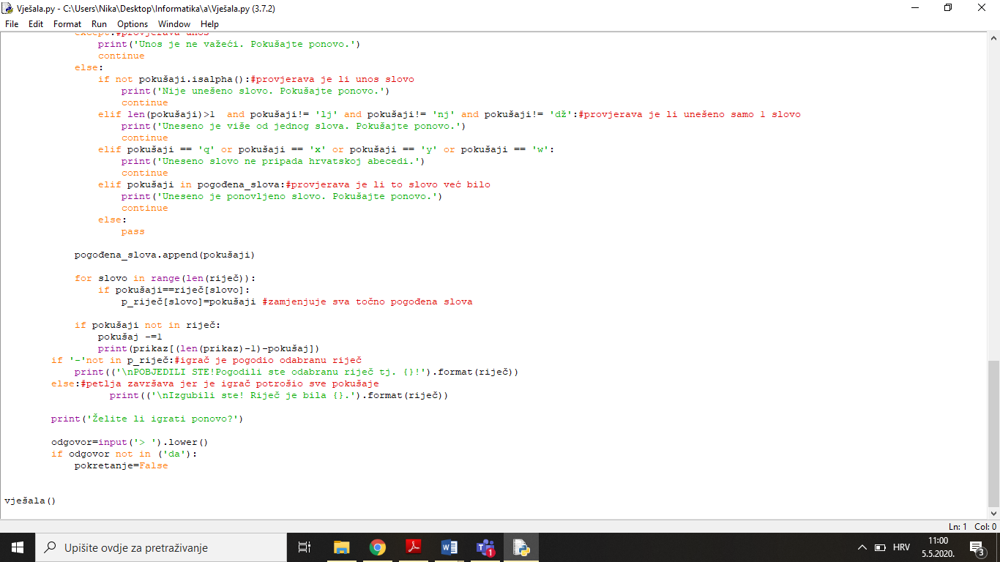 Vješala.py - C:\Users\Nika\Desktop\Informatika\a\Vješala.py (3.7.2)
File Edit Format Run Options Window Help
except:#provjerava unos
print('Unos je ne važeći. Pokušajte ponovo.')
continue
else:
if not pokušaji.isalpha():#provjerava je li unos slovo
print('Nije unešeno slovo. Pokušajte ponovo.')
continue
elif len(pokušaji)>1  and pokušaji!= 'lj' and pokušaji!= 'nj' and pokušaji!= 'dž':#provjerava je li unešeno samo 1 slovo
print('Uneseno je više od jednog slova. Pokušajte ponovo.')
continue
elif pokušaji == 'q' or pokušaji == 'x' or pokušaji == 'y' or pokušaji == 'w':
print('Uneseno slovo ne pripada hrvatskoj abecedi.')
continue
elif pokušaji in pogođena_slova:#provjerava je li to slovo već bilo
print('Uneseno je ponovljeno slovo. Pokušajte ponovo.')
continue
else:
pass
pogođena_slova.append(pokušaji)
for slovo in range(len(riječ)):
if pokušaji==riječ[slovo]:
p_riječ[slovo]=pokušaji #zamjenjuje sva točno pogođena slova
if pokušaji not in riječ:
pokušaj -=1
print(prikaz[(len(prikaz)-1)-pokušaj])
if '-'not in p_riječ:#igrač je pogodio odabranu riječ
print(('\nPOBJEDILI STE!Pogodili ste odabranu riječ tj. {}!').format(riječ))
else:#petlja završava jer je igrač potrošio sve pokušaje
print(('\nIzgubili ste! Riječ je bila {}.').format(riječ))
print('Želite li igrati ponovo?')
odgovor=input('> ').lower()
if odgovor not in ('da'):
pokretanje=False
vješala()
Ln: 1 Col: 0
Upišite ovdje za pretraživanje
1
HRV
11:00
5.5.2020.
3